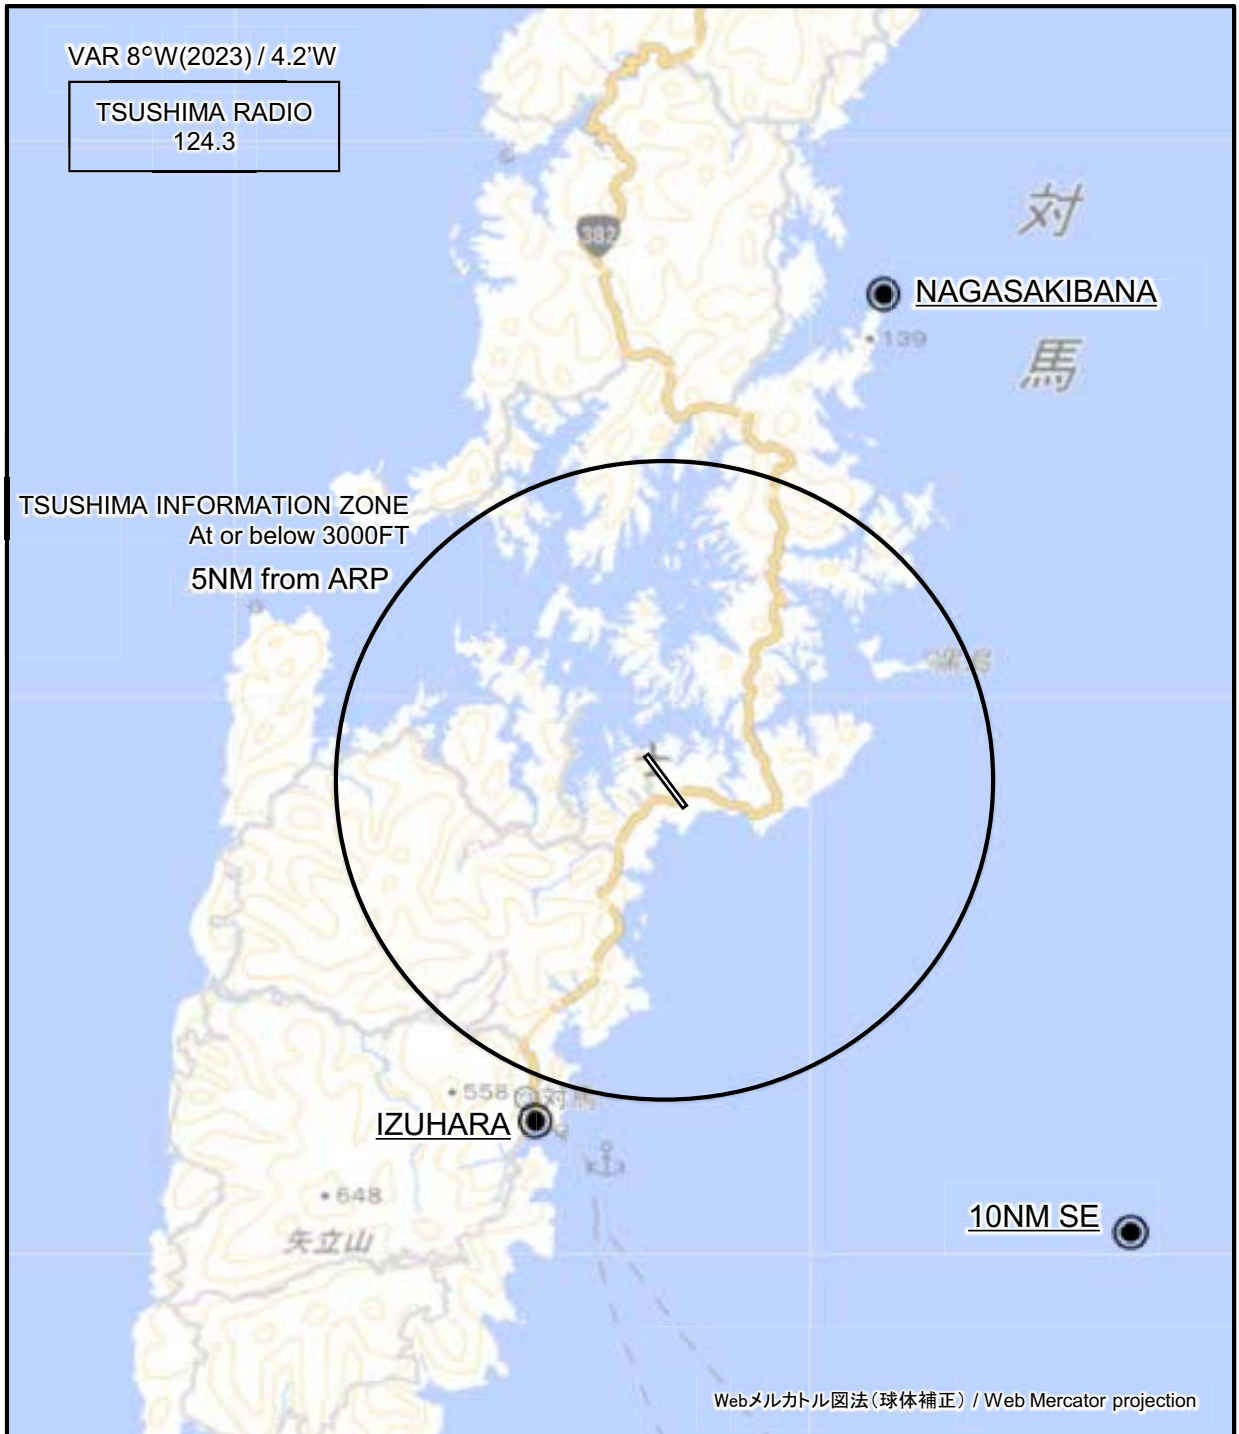 VAR 8°W(2023) / 4.2'W
TSUSHIMA RADIO
124.3
対
382
NAGASAKIBANA
139
馬
TSUSHIMA INFORMATION ZONE
At or below 3000FT
5NM from ARP
558
対馬
IZUHARA
648
矢立山
10NM SE
Webメルカトル図法(球体補正) / Web Mercator projection